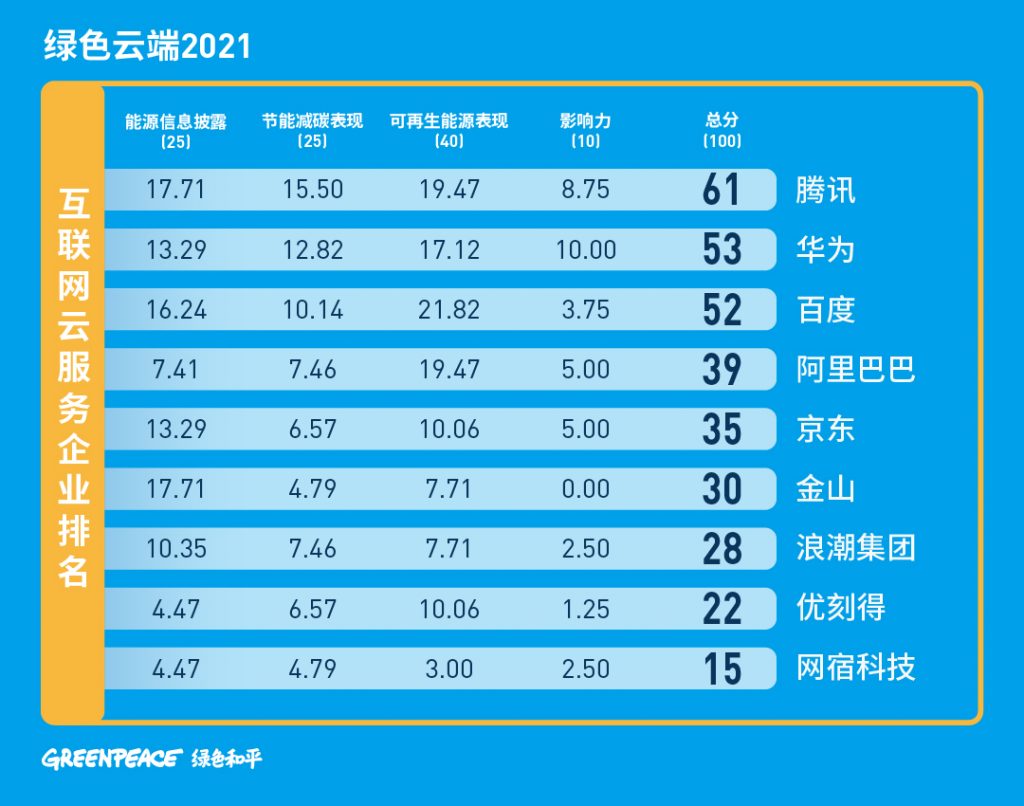 绿色云端2021
互联网云服务企业排名
能源信息披露 节能减碳表现 可再生能源表现 影响力 总分
(25) (25) (40) (10) (100)
17.71 15.50 19.47 8.75 61 腾讯
13.29 12.82 17.12 10.00 53 华为
16.24 10.14 21.82 3.75 52 百度
7.41 7.46 19.47 5.00 39 阿里巴巴
13.29 6.57 10.06 5.00 35 京东
17.71 4.79 7.71 0.00 30 金山
10.35 7.46 7.71 2.50 28 浪潮集团
4.47 6.57 10.06 1.25 22 优刻得
4.47 4.79 3.00 2.50 15 网宿科技
GREENPEACE 绿色和平